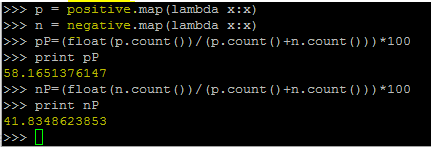 >>> p = positive.map(lambda x:x)
>>> n = negative.map(lambda x:x)
>>> pP=(float(p.count())/(p.count()+n.count()))*100
>>> print pP
58.1651376147
>>> nP=(float(n.count())/(p.count()+n.count()))*100
>>> print nP
41.8348623853
>>>